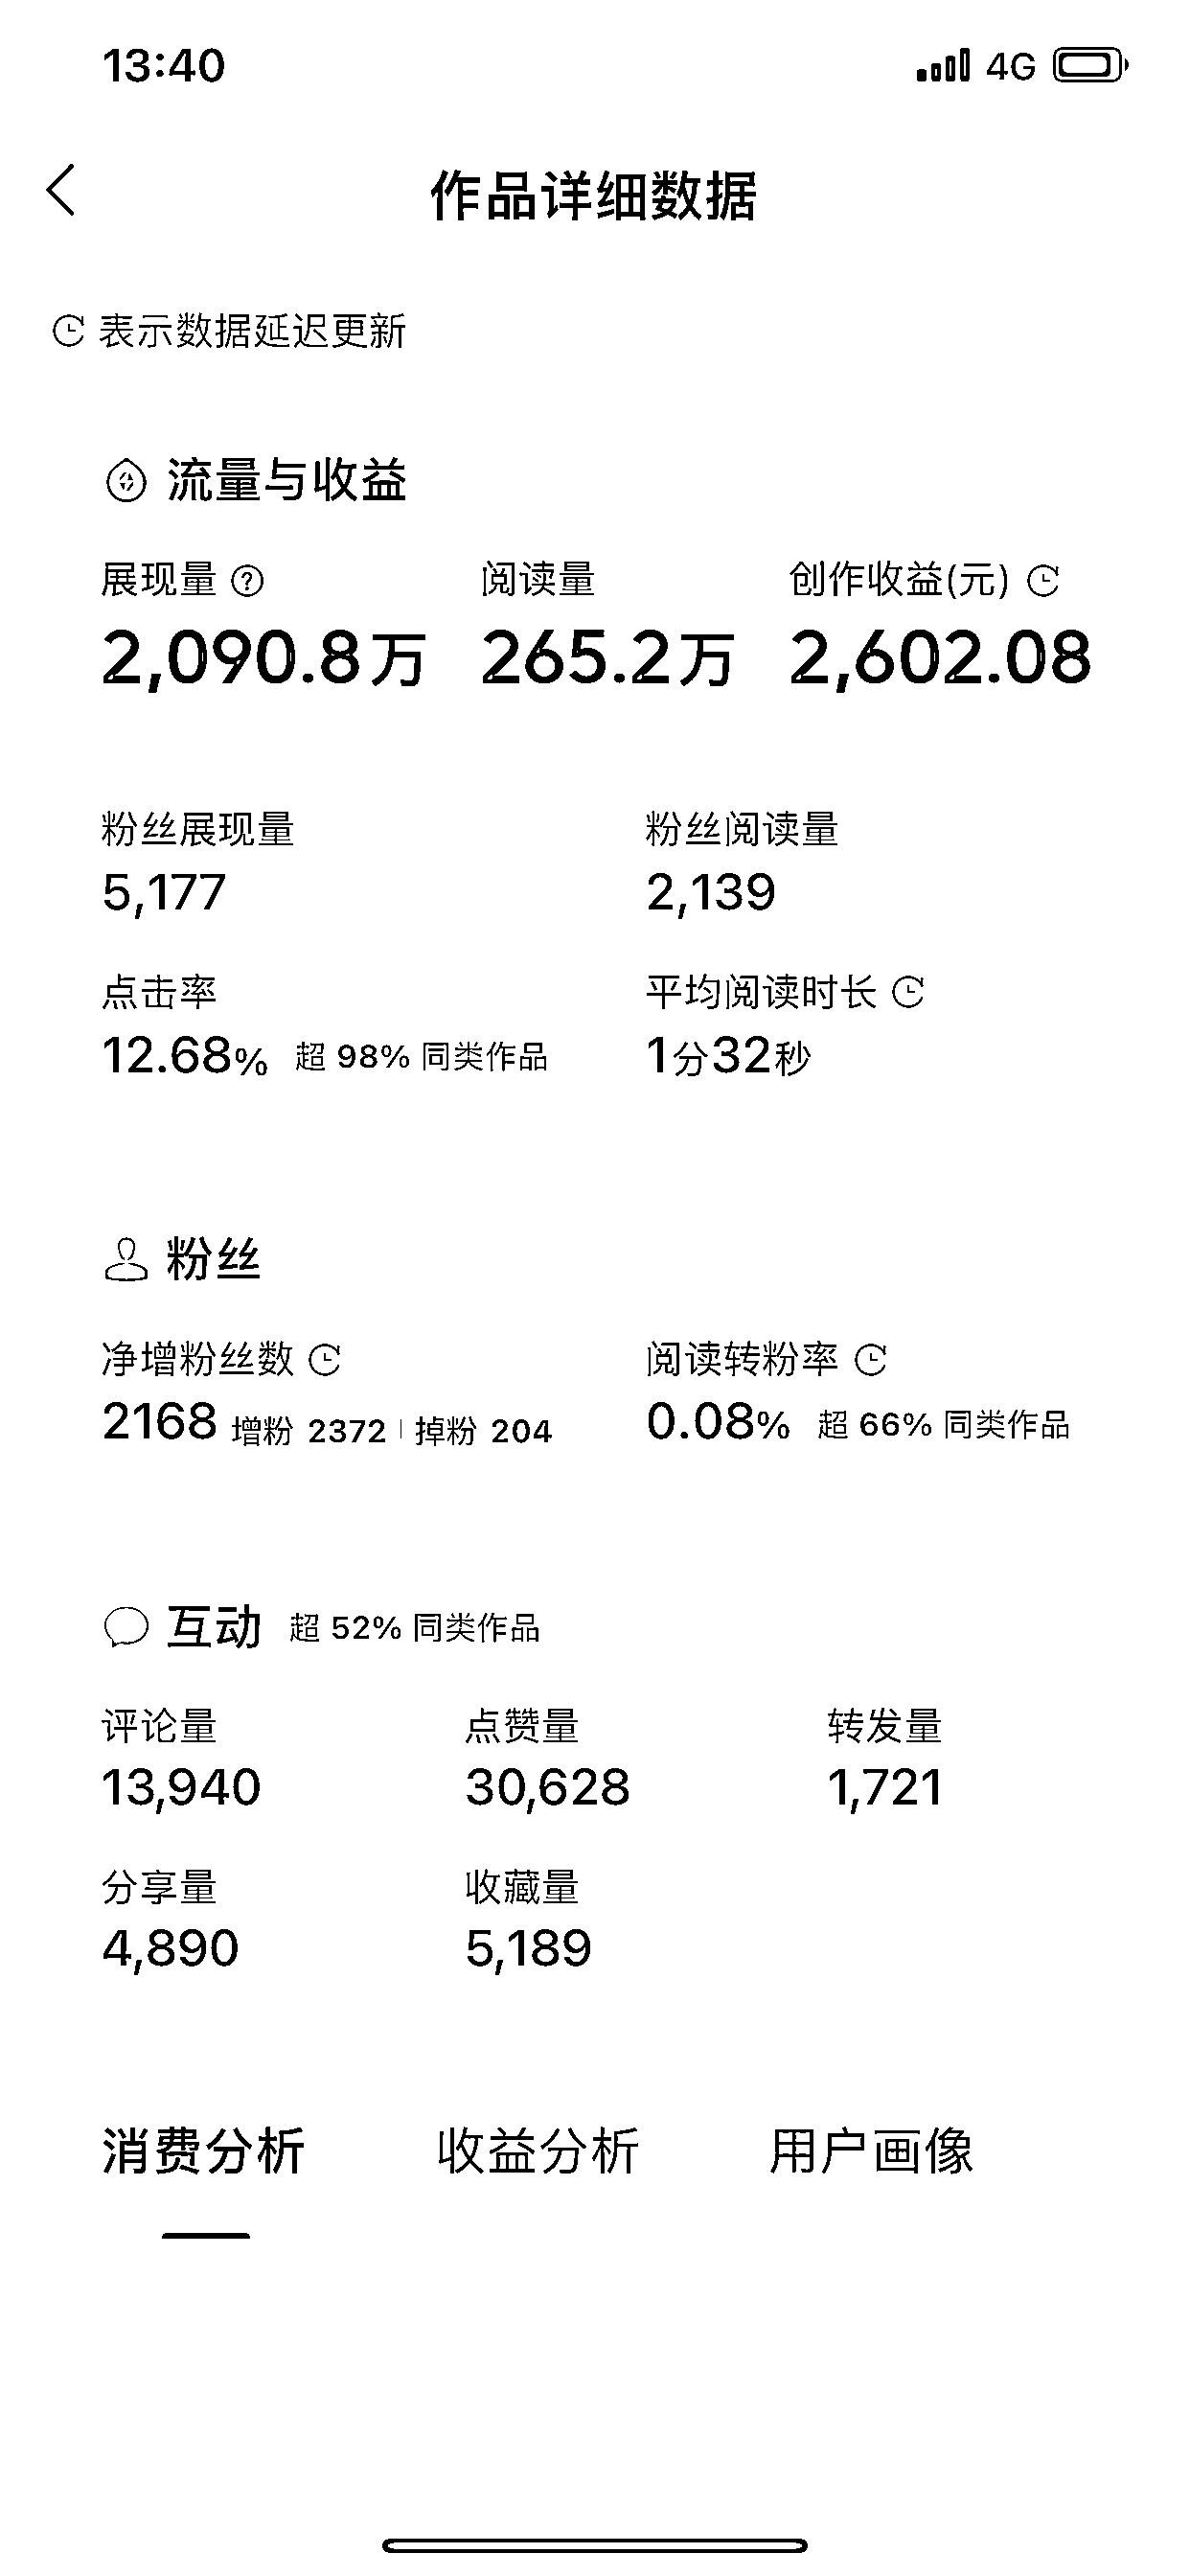 13:40 4G
作品详细数据
表示数据延迟更新
流量与收益
展现量 阅读量 创作收益(元)
2,090.8万 265.2万 2,602.08
粉丝展现量 粉丝阅读量
5,177 2,139
点击率 平均阅读时长
12.68% 超 98% 同类作品 1分32秒
粉丝
净增粉丝数 阅读转粉率
2168 增粉 2372 | 掉粉 204 0.08% 超 66% 同类作品
互动 超 52% 同类作品
评论量 点赞量 转发量
13,940 30,628 1,721
分享量 收藏量
4,890 5,189
消费分析 收益分析 用户画像